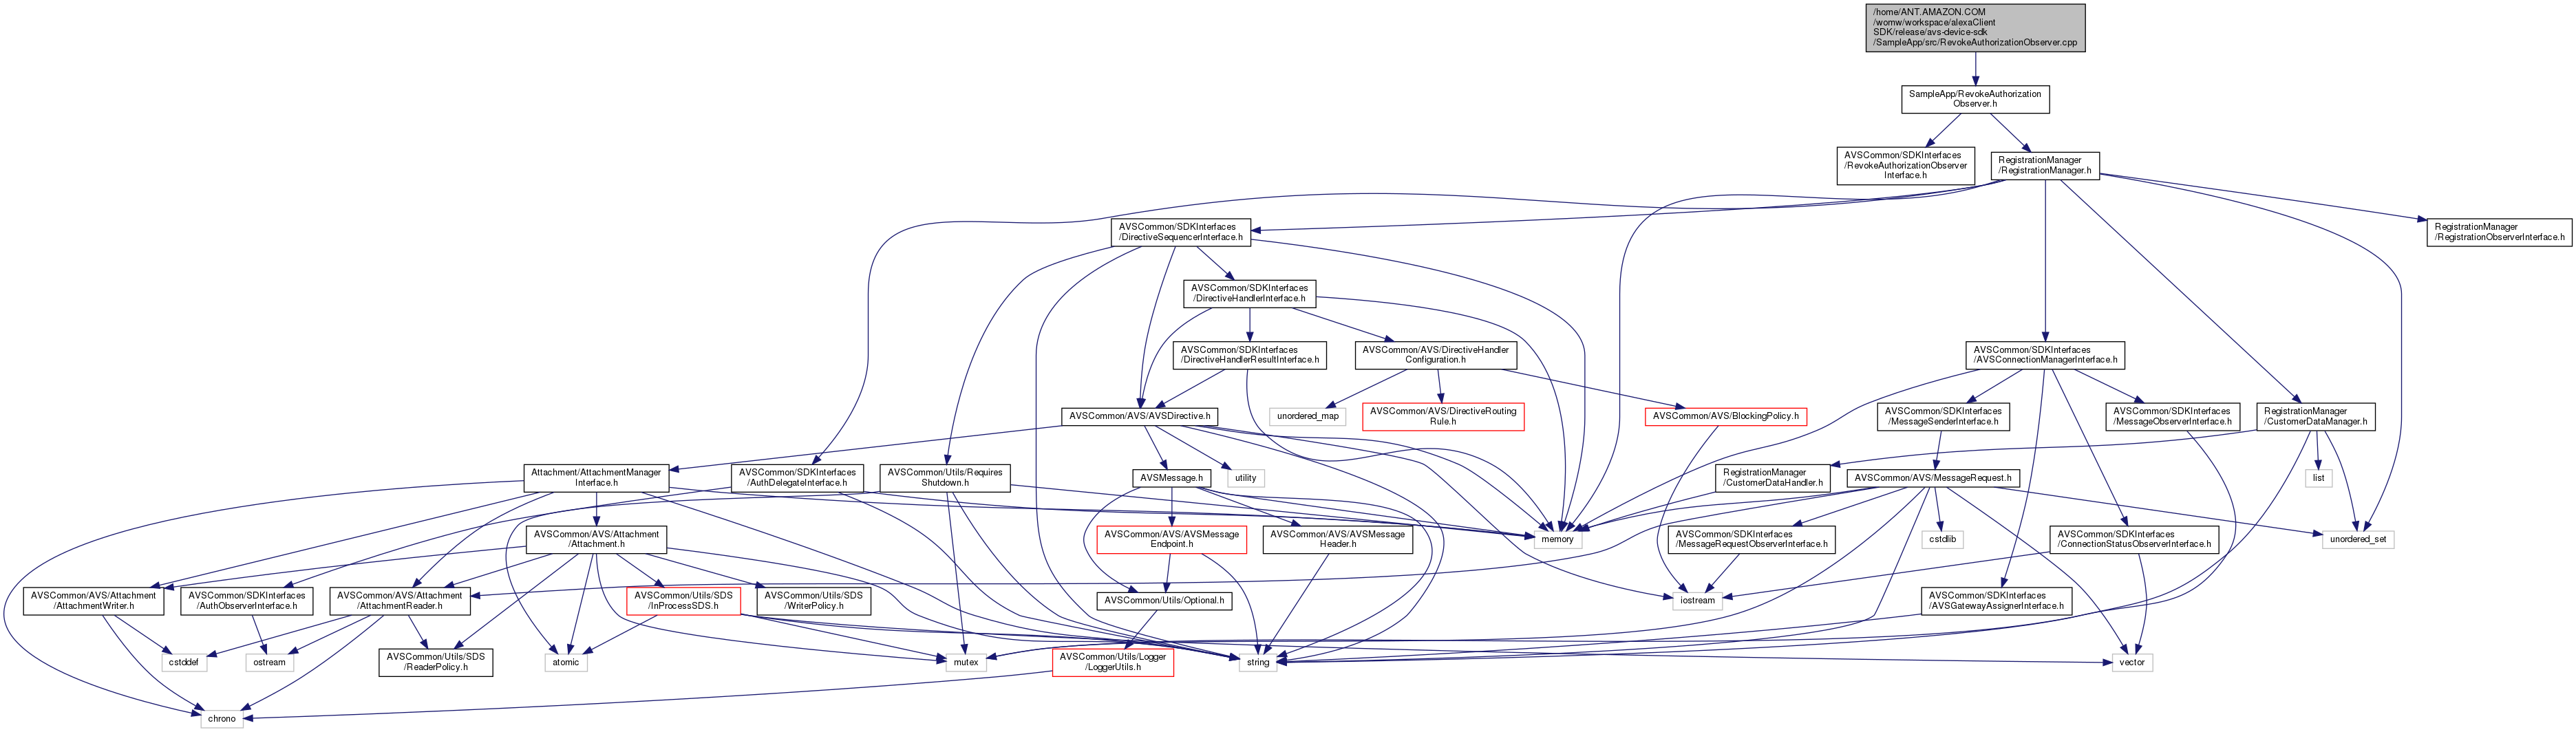 /home/ANT.AMAZON.COM
/womw/workspace/alexaClient
SDK/release/avs-device-sdk
/SampleApp/src/RevokeAuthorizationObserver.cpp
SampleApp/RevokeAuthorization
Observer.h
AVSCommon/SDKInterfaces
/RevokeAuthorizationObserver
Interface.h
RegistrationManager
/RegistrationManager.h
AVSCommon/SDKInterfaces
/DirectiveSequencerInterface.h
RegistrationManager
/RegistrationObserverInterface.h
AVSCommon/SDKInterfaces
/DirectiveHandlerInterface.h
AVSCommon/SDKInterfaces
/DirectiveHandlerResultInterface.h
AVSCommon/AVS/DirectiveHandler
Configuration.h
AVSCommon/SDKInterfaces
/AVSConnectionManagerInterface.h
AVSCommon/AVS/AVSDirective.h
unordered_map
AVSCommon/AVS/DirectiveRouting
Rule.h
AVSCommon/AVS/BlockingPolicy.h
AVSCommon/SDKInterfaces
/MessageSenderInterface.h
AVSCommon/SDKInterfaces
/MessageObserverInterface.h
RegistrationManager
/CustomerDataManager.h
Attachment/AttachmentManager
Interface.h
AVSCommon/SDKInterfaces
/AuthDelegateInterface.h
AVSCommon/Utils/Requires
Shutdown.h
AVSMessage.h
utility
RegistrationManager
/CustomerDataHandler.h
AVSCommon/AVS/MessageRequest.h
list
AVSCommon/AVS/Attachment
/Attachment.h
AVSCommon/AVS/AVSMessage
Endpoint.h
AVSCommon/AVS/AVSMessage
Header.h
memory
AVSCommon/SDKInterfaces
/MessageRequestObserverInterface.h
cstdlib
AVSCommon/SDKInterfaces
/ConnectionStatusObserverInterface.h
unordered_set
AVSCommon/AVS/Attachment
/AttachmentWriter.h
AVSCommon/SDKInterfaces
/AuthObserverInterface.h
AVSCommon/AVS/Attachment
/AttachmentReader.h
AVSCommon/Utils/SDS
/InProcessSDS.h
AVSCommon/Utils/SDS
/WriterPolicy.h
AVSCommon/Utils/Optional.h
iostream
AVSCommon/SDKInterfaces
/AVSGatewayAssignerInterface.h
cstddef
ostream
AVSCommon/Utils/SDS
/ReaderPolicy.h
atomic
mutex
AVSCommon/Utils/Logger
/LoggerUtils.h
string
vector
chrono